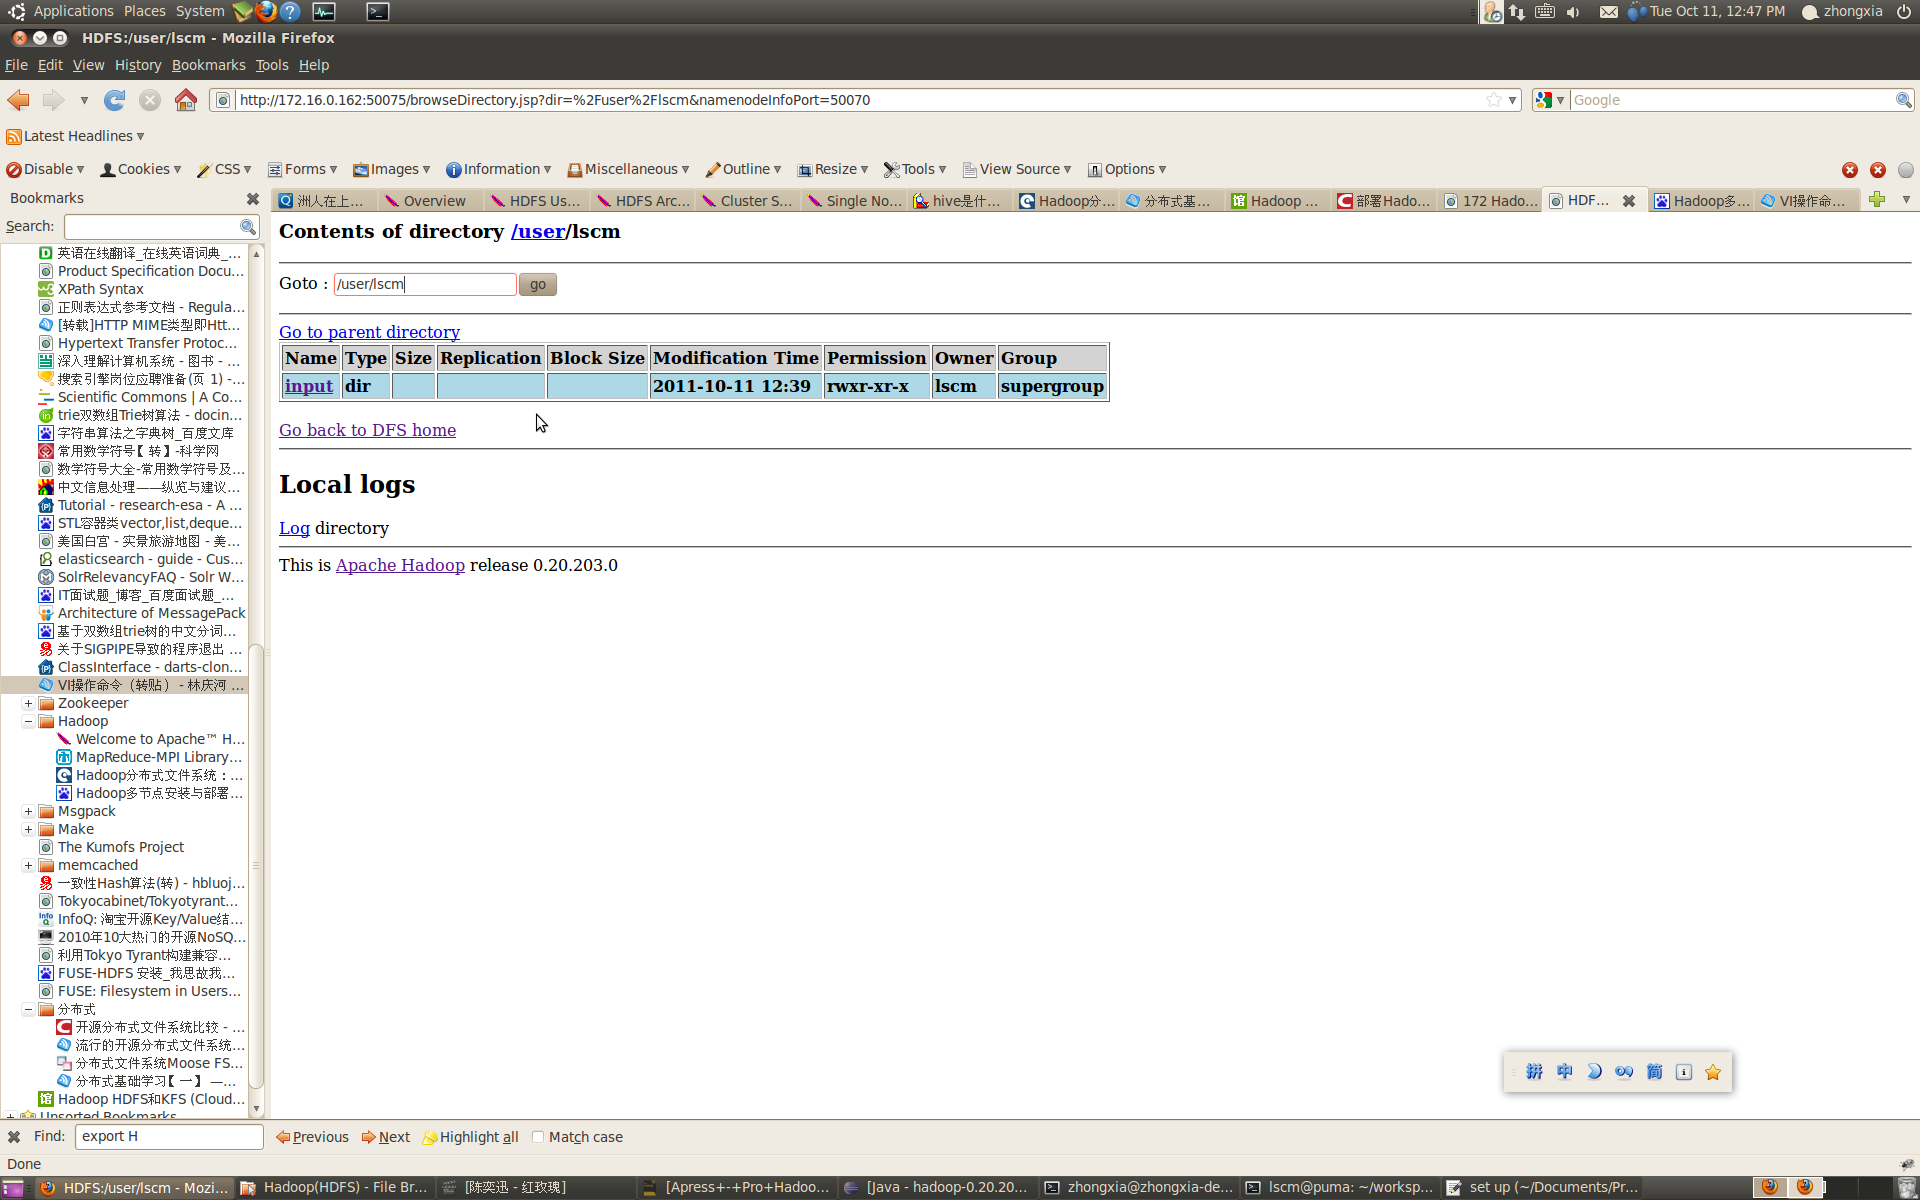 Applications Places System
Tue Oct 11, 12:47 PM zhongxia
HDFS:/user/lscm - Mozilla Firefox
File Edit View History Bookmarks Tools Help
http://172.16.0.162:50075/browseDirectory.jsp?dir=%2Fuser%2Flscm&namenodeInfoPort=50070
Google
Latest Headlines
Disable Cookies CSS Forms Images Information Miscellaneous Outline Resize Tools View Source Options
Bookmarks
Search:
洲人在上... Overview HDFS Us... HDFS Arc... Cluster S... Single No... hive是什... Hadoop分... 分布式基... Hadoop ... 部署Hado... 172 Hado... HDF... Hadoop多... VI操作命...
英语在线翻译_在线英语词典_...
Product Specification Docu...
XPath Syntax
正则表达式参考文档 - Regula...
[转载]HTTP MIME类型即Htt...
Hypertext Transfer Protoc...
深入理解计算机系统 - 图书 - ...
搜索引擎岗位应聘准备(页 1) -...
Scientific Commons | A Co...
trie双数组Trie树算法 - docin...
字符串算法之字典树_百度文库
常用数学符号【转】-科学网
数学符号大全-常用数学符号及...
中文信息处理——纵览与建议...
Tutorial - research-esa - A ...
STL容器类vector,list,deque...
美国白宫 - 实景旅游地图 - 美...
elasticsearch - guide - Cus...
SolrRelevancyFAQ - Solr W...
IT面试题_博客_百度面试题_...
Architecture of MessagePack
基于双数组trie树的中文分词...
关于SIGPIPE导致的程序退出 ...
ClassInterface - darts-clon...
VI操作命令（转贴） - 林庆河 ...
Zookeeper
Hadoop
Welcome to Apache™ H...
MapReduce-MPI Library...
Hadoop分布式文件系统：...
Hadoop多节点安装与部署...
Msgpack
Make
The Kumofs Project
memcached
一致性Hash算法(转) - hbluoj...
Tokyocabinet/Tokyotyrant...
InfoQ: 淘宝开源Key/Value结...
2010年10大热门的开源NoSQ...
利用Tokyo Tyrant构建兼容...
FUSE-HDFS 安装_我思故我...
FUSE: Filesystem in Users...
分布式
开源分布式文件系统比较 - ...
流行的开源分布式文件系统...
分布式文件系统Moose FS...
分布式基础学习【一】 —...
Hadoop HDFS和KFS (Cloud...
Unsorted Bookmarks
Contents of directory /user/lscm
Goto : /user/lscm go
Go to parent directory
Name Type Size Replication Block Size Modification Time Permission Owner Group
input dir 2011-10-11 12:39 rwxr-xr-x lscm supergroup
Go back to DFS home
Local logs
Log directory
This is Apache Hadoop release 0.20.203.0
拼 中 简
Find: export H Previous Next Highlight all Match case
Done
HDFS:/user/lscm - Mozi... Hadoop(HDFS) - File Br... [陈奕迅 - 红玫瑰] [Apress+-+Pro+Hadoo... [Java - hadoop-0.20.20... zhongxia@zhongxia-de... lscm@puma: ~/worksp... set up (~/Documents/Pr...